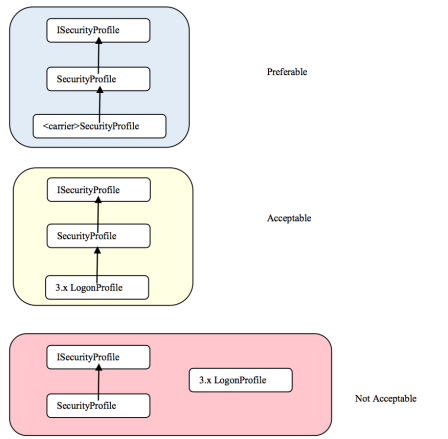 ISecurityProfile
SecurityProfile
Preferable
<carrier>SecurityProfile
ISecurityProfile
SecurityProfile
Acceptable
3.x LogonProfile
ISecurityProfile
3.x LogonProfile
SecurityProfile
Not Acceptable